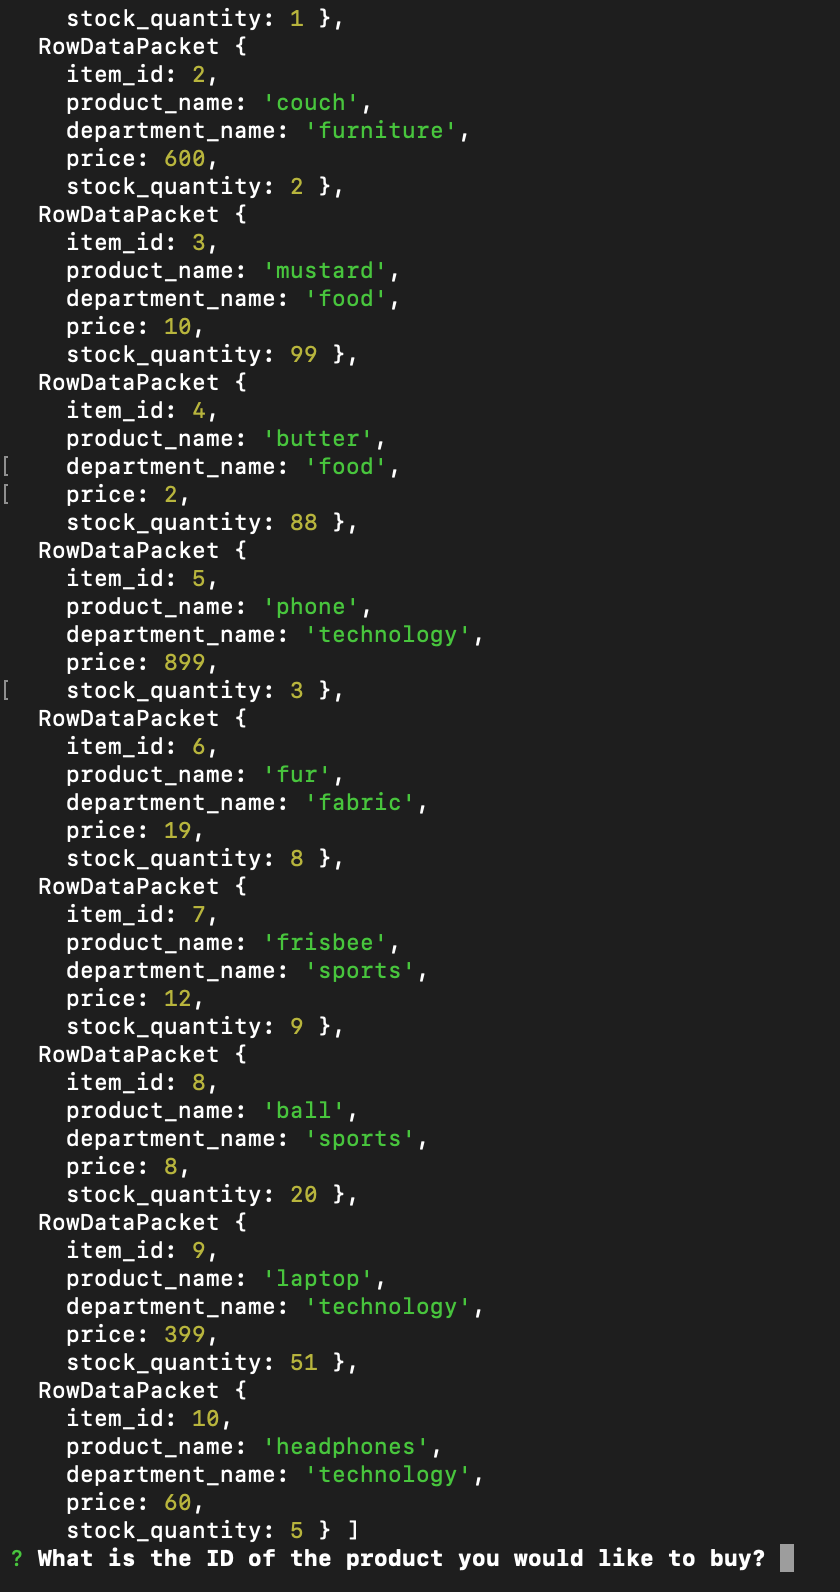 stock_quantity: 1 },
RowDataPacket {
item_id: 2,
product_name: 'couch',
department_name: 'furniture',
price: 600,
stock_quantity: 2 },
RowDataPacket {
item_id: 3,
product_name: 'mustard',
department_name: 'food',
price: 10,
stock_quantity: 99 },
RowDataPacket {
item_id: 4,
product_name: 'butter',
[ department_name: 'food',
[ price: 2,
stock_quantity: 88 },
RowDataPacket {
item_id: 5,
product_name: 'phone',
department_name: 'technology',
price: 899,
[ stock_quantity: 3 },
RowDataPacket {
item_id: 6,
product_name: 'fur',
department_name: 'fabric',
price: 19,
stock_quantity: 8 },
RowDataPacket {
item_id: 7,
product_name: 'frisbee',
department_name: 'sports',
price: 12,
stock_quantity: 9 },
RowDataPacket {
item_id: 8,
product_name: 'ball',
department_name: 'sports',
price: 8,
stock_quantity: 20 },
RowDataPacket {
item_id: 9,
product_name: 'laptop',
department_name: 'technology',
price: 399,
stock_quantity: 51 },
RowDataPacket {
item_id: 10,
product_name: 'headphones',
department_name: 'technology',
price: 60,
stock_quantity: 5 } ]
? What is the ID of the product you would like to buy?